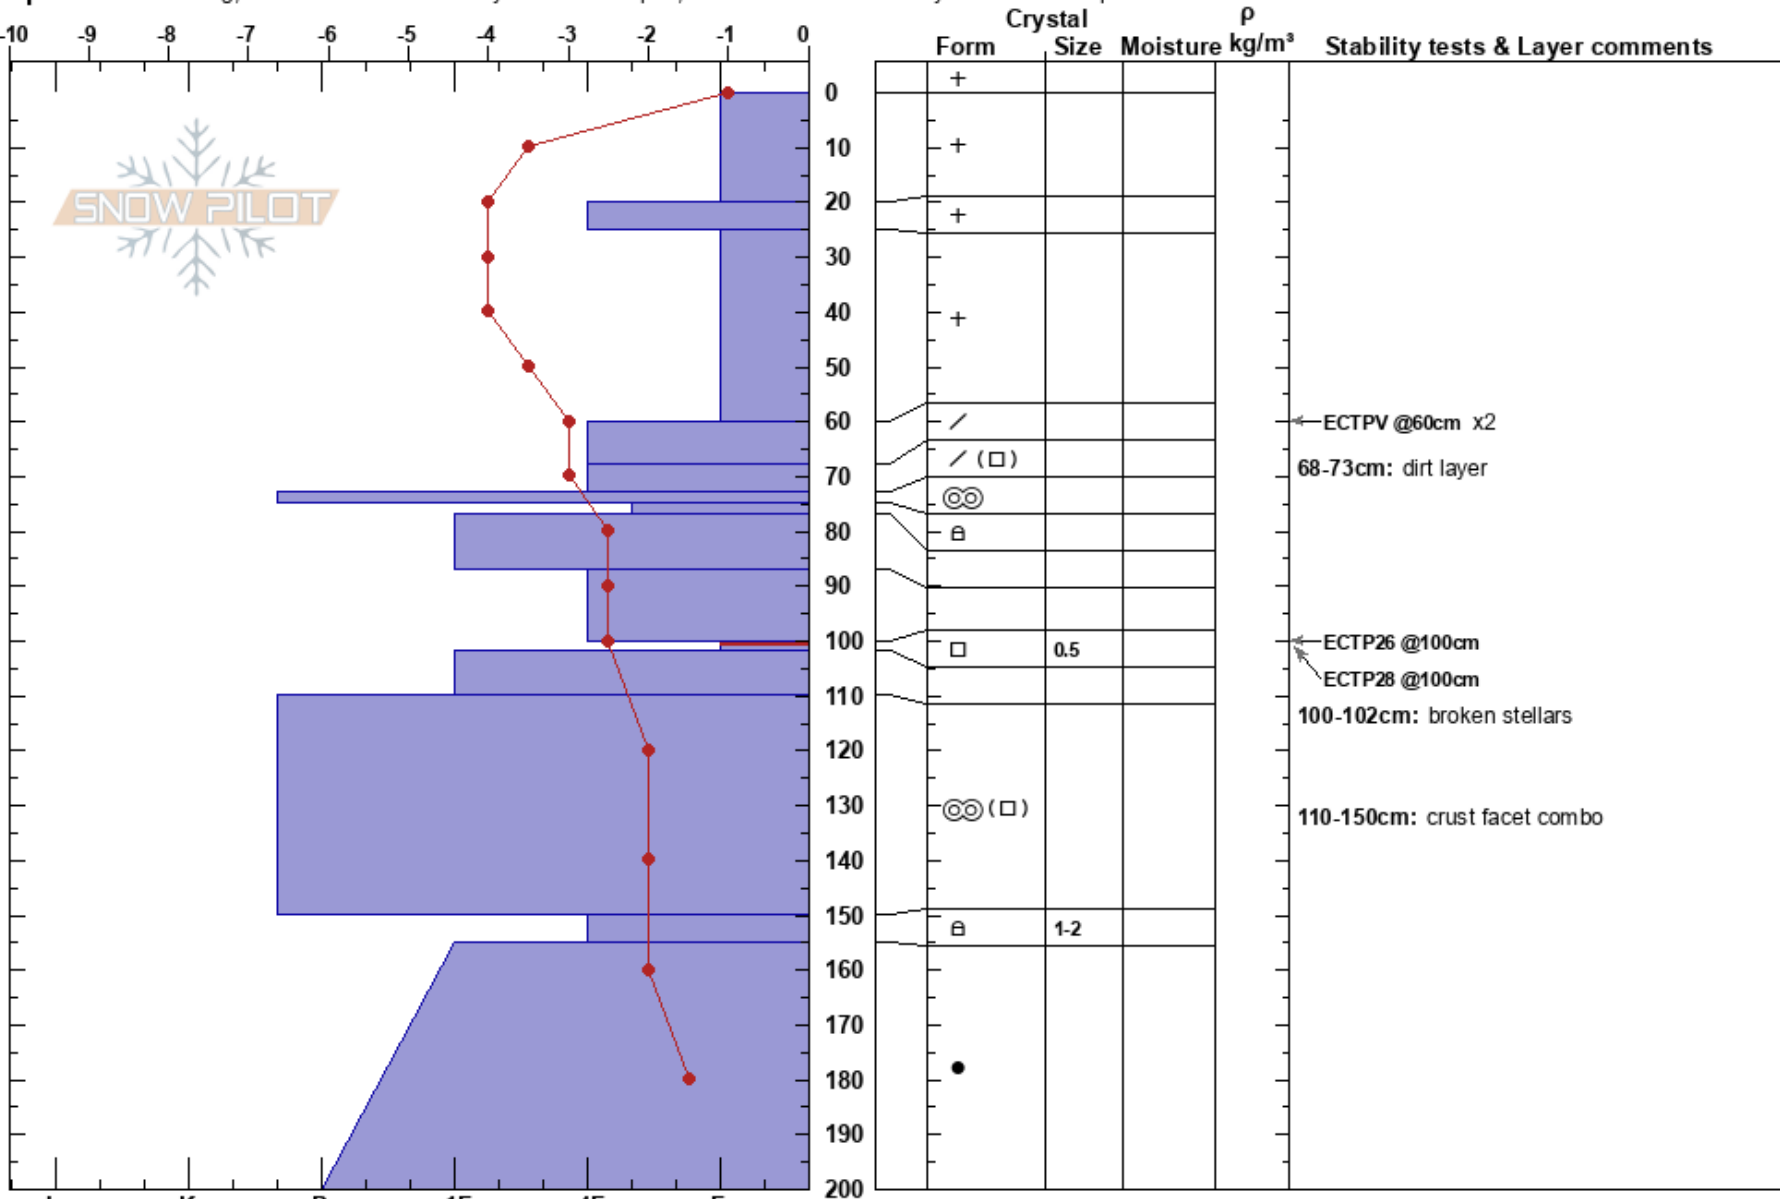 Crystal ρ
-10 -9 -8 -7 -6 -5 -4 -3 -2 -1 0 Form Size Moisture kg/m³ Stability tests & Layer comments
0
10
SNOW PILOT
20
30
40
50
60 ECTPV @60cm x2
68-73cm: dirt layer
70
80
90
100 0.5 ECTP26 @100cm
ECTP28 @100cm
110
100-102cm: broken stellars
120
130 110-150cm: crust facet combo
140
150 1-2
160
170
180
190
200